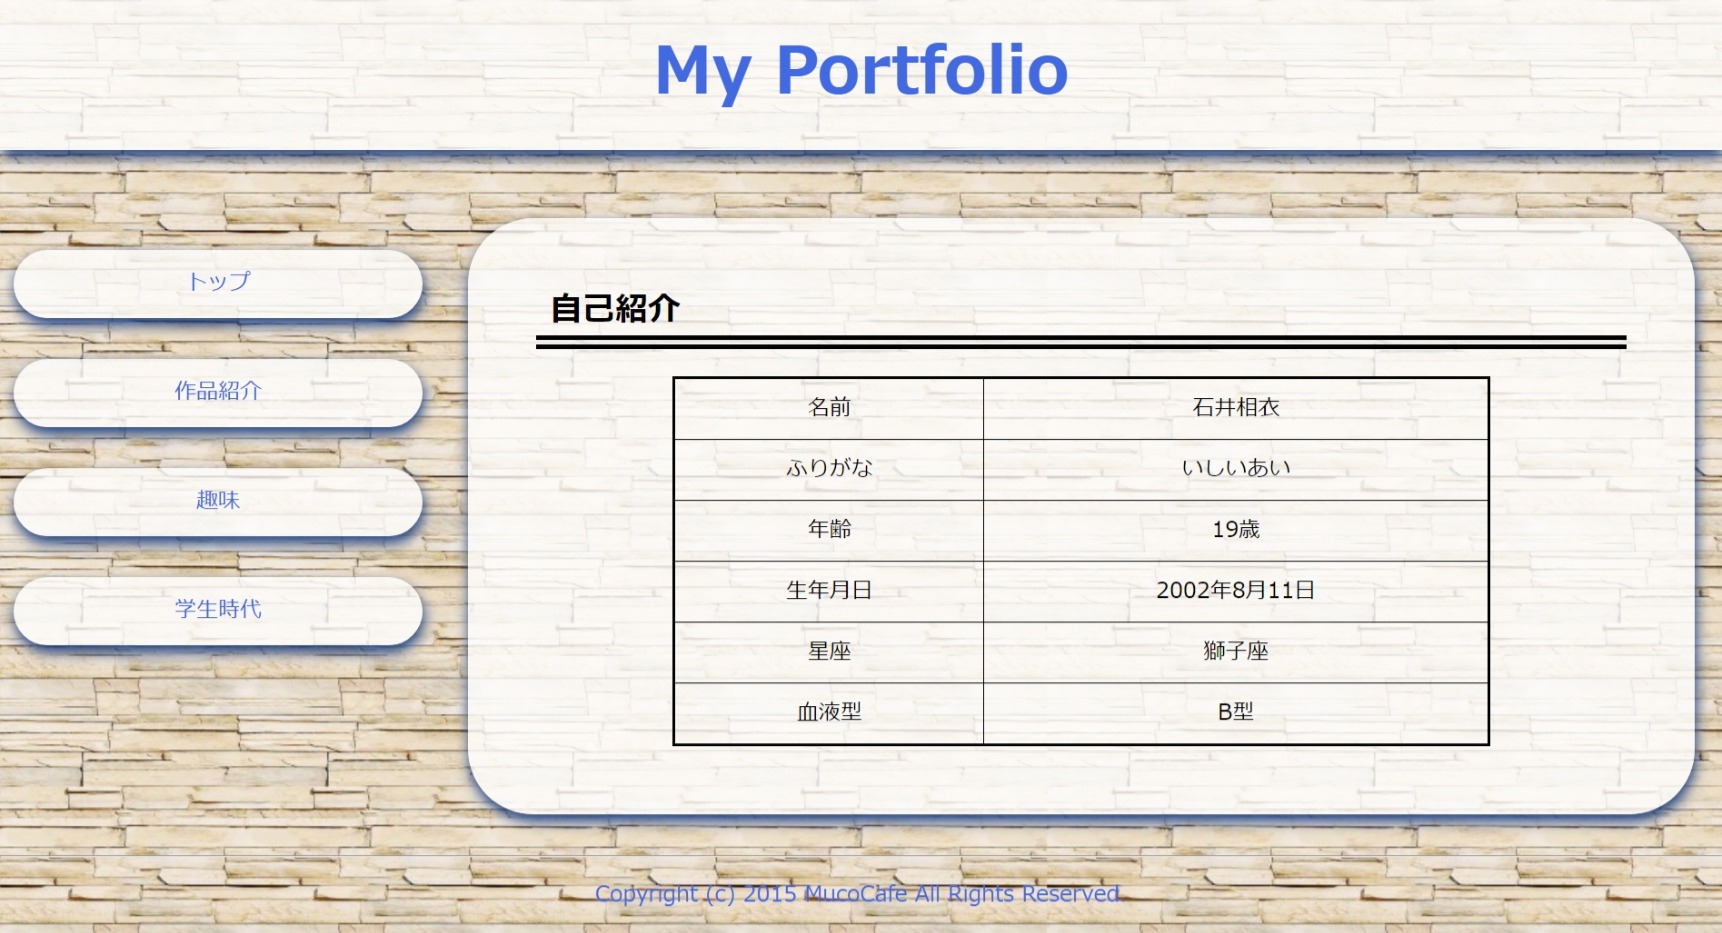 My Portfolio
トップ
作品紹介
趣味
学生時代
自己紹介
名前 石井相衣
ふりがな いしいあい
年齢 19歳
生年月日 2002年8月11日
星座 獅子座
血液型 B型
Copyright (c) 2015 MucoCafe All Rights Reserved.